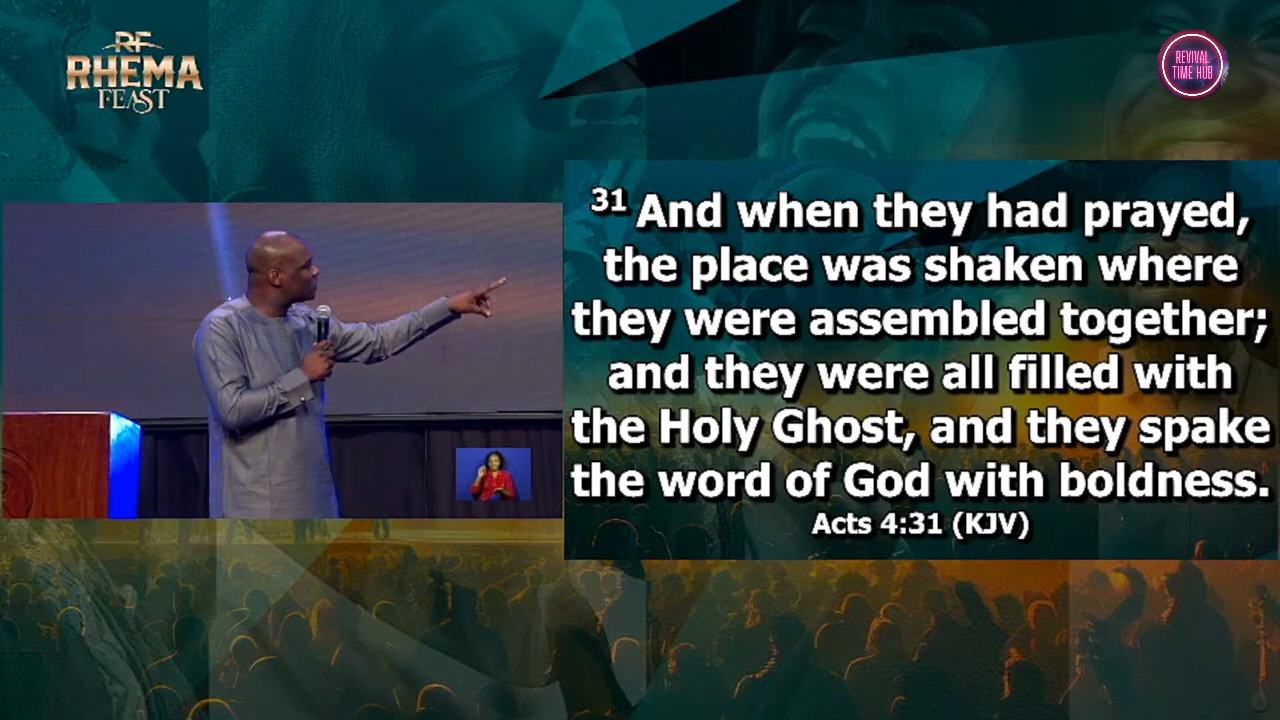 RF
RHEMA
FEAST
REVIVAL
TIME HUB
31 And when they had prayed,
the place was shaken where
they were assembled together;
and they were all filled with
the Holy Ghost, and they spake
the word of God with boldness.
Acts 4:31 (KJV)